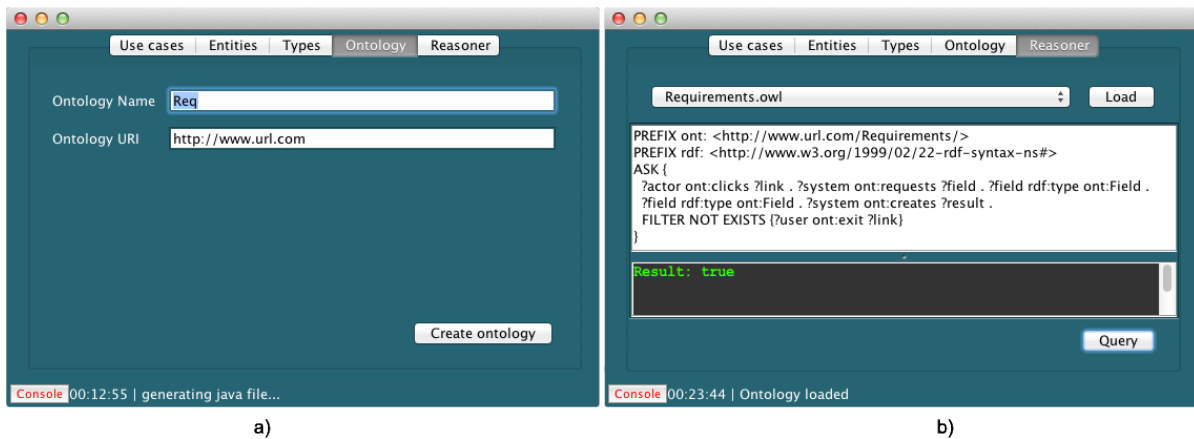 Use cases Entities Types Ontology Reasoner
Ontology Name Req
Ontology URI http://www.url.com
Create ontology
Console 00:12:55 | generating java file...
a)
Use cases Entities Types Ontology Reasoner
Requirements.owl Load
PREFIX ont: <http://www.url.com/Requirements/>
PREFIX rdf: <http://www.w3.org/1999/02/22-rdf-syntax-ns#>
ASK {
?actor ont:clicks ?link . ?system ont:requests ?field . ?field rdf:type ont:Field .
?field rdf:type ont:Field . ?system ont:creates ?result .
FILTER NOT EXISTS {?user ont:exit ?link}
}
Result: true
Query
Console 00:23:44 | Ontology loaded
b)